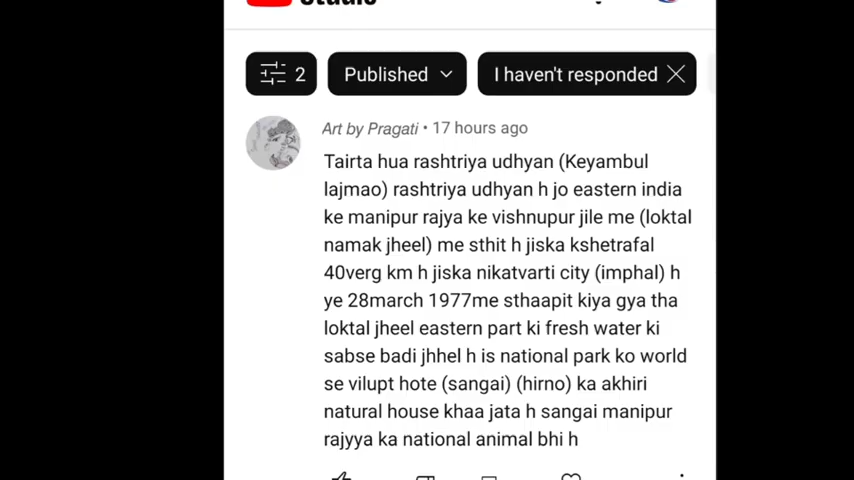 Studio
2
Published
I haven't responded
Art by Pragati • 17 hours ago
Tairta hua rashtriya udhyan (Keyambul
lajmao) rashtriya udhyan h jo eastern india
ke manipur rajya ke vishnupur jile me (loktal
namak jheel) me sthit h jiska kshetrafal
40verg km h jiska nikatvarti city (imphal) h
ye 28march 1977me sthaapit kiya gya tha
loktal jheel eastern part ki fresh water ki
sabse badi jhhel h is national park ko world
se vilupt hote (sangai) (hirno) ka akhiri
natural house khaa jata h sangai manipur
rajyya ka national animal bhi h